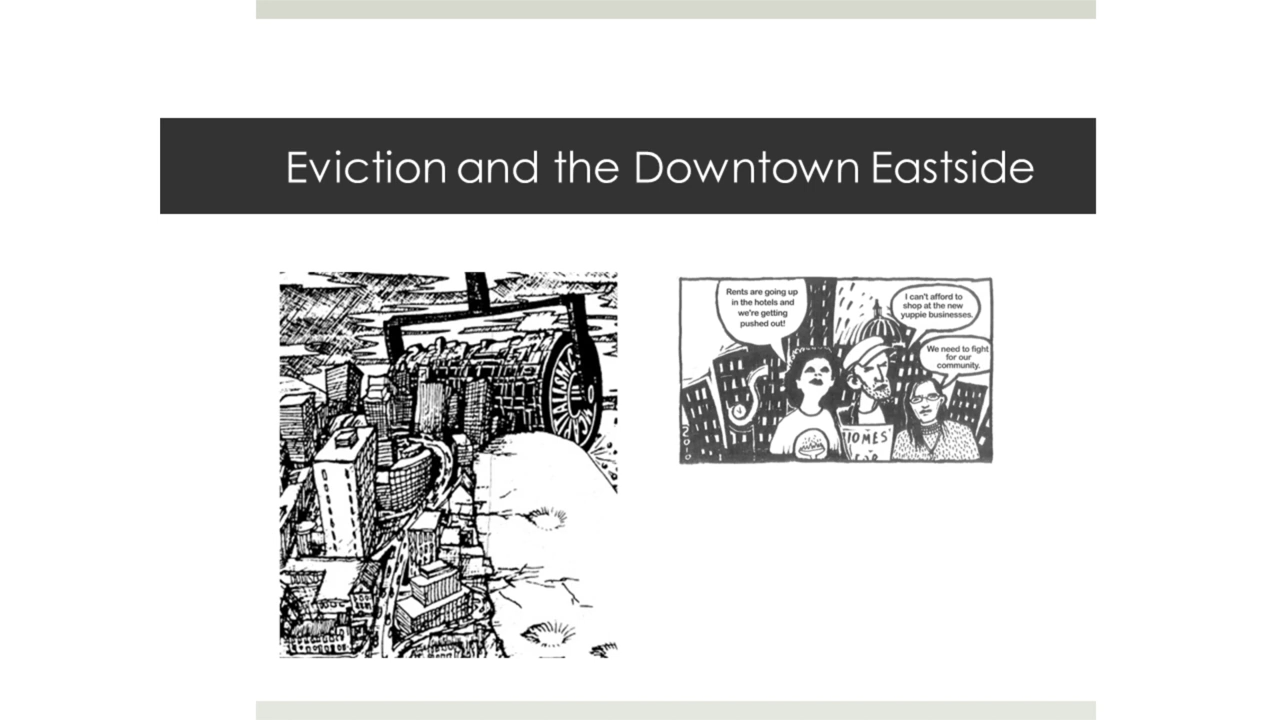 Eviction and the Downtown Eastside
Rents are going up
in the hotels and
we're getting
pushed out!
I can't afford to
shop at the new
yuppie businesses.
We need to fight
for our
community.
2010